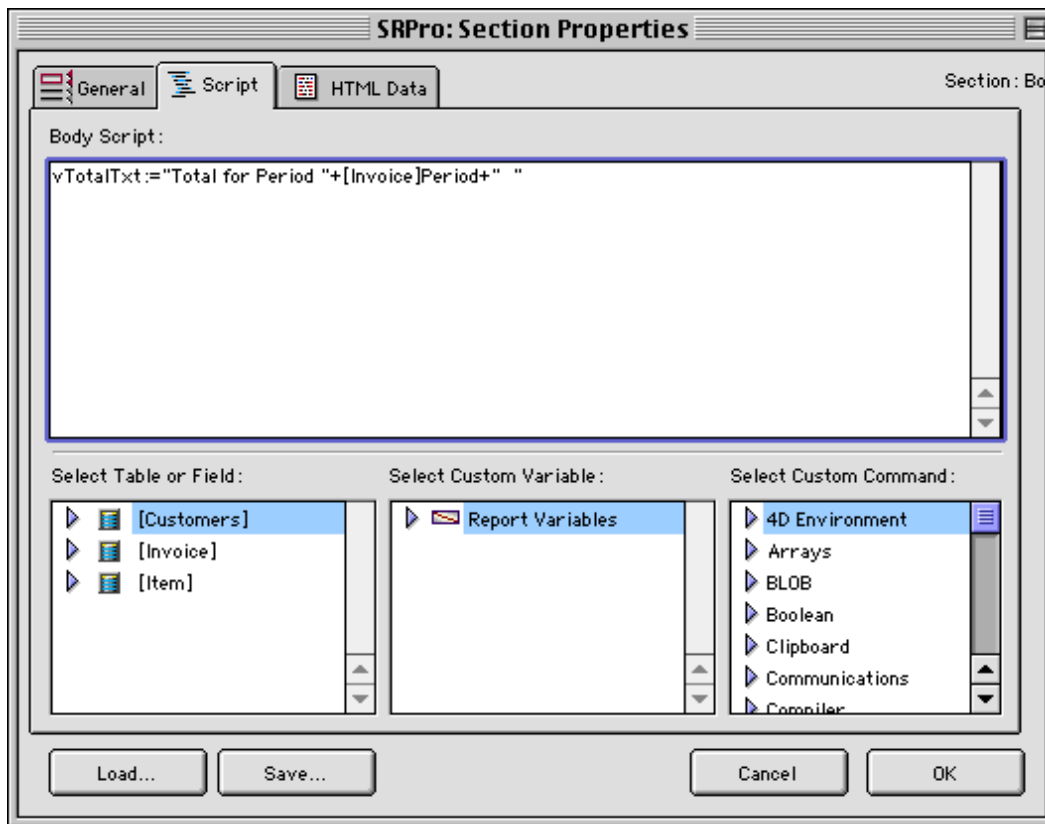 SRPro: Section Properties
General
Script
HTML Data
Section : Bo
Body Script :
vTotalTxt:="Total for Period "+[Invoice]Period+"  "
Select Table or Field :
Select Custom Variable :
Select Custom Command :
[Customers]
[Invoice]
[Item]
Report Variables
4D Environment
Arrays
BLOB
Boolean
Clipboard
Communications
Compiler
Load...
Save...
Cancel
OK